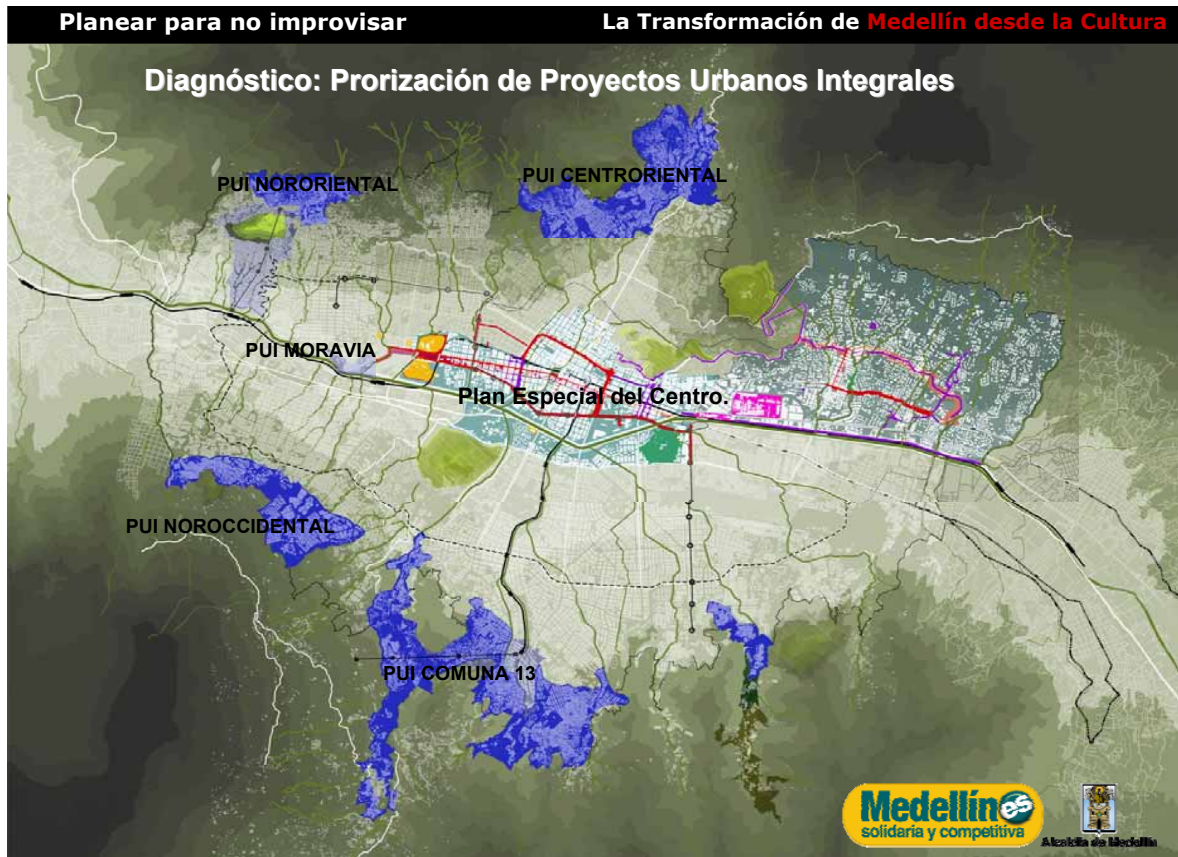 Planear para no improvisar
La Transformación de Medellín desde la Cultura
Diagnóstico: Prorización de Proyectos Urbanos Integrales
PUI NORORIENTAL
PUI CENTRORIENTAL
PUI MORAVIA
Plan Especial del Centro.
PUI NOROCCIDENTAL
PUI COMUNA 13
Medellín es
solidaria y competitiva
Alcaldía de Medellín